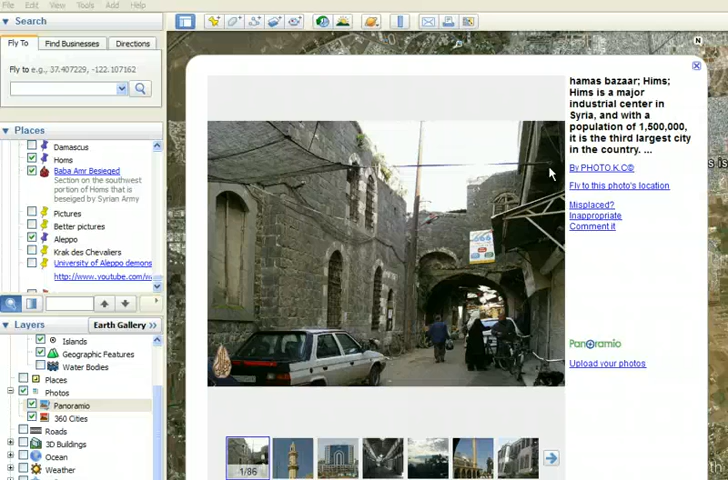 File Edit View Tools Add Help
Search
Fly To Find Businesses Directions
Fly to e.g., 37.407229, -122.107162
Places
Damascus
Homs
Baba Amr Besieged
Section on the southwest
portion of Homs that is
beseiged by Syrian Army
Pictures
Better pictures
Aleppo
Krak des Chevaliers
University of Aleppo demons
http://www.youtube.com/w
Layers
Earth Gallery >>
Islands
Geographic Features
Water Bodies
Places
Photos
Panoramio
360 Cities
Roads
3D Buildings
Ocean
Weather
N
hamas bazaar; Hims;
Hims is a major
industrial center in
Syria, and with a
population of 1,500,000,
it is the third largest city
in the country. ...
By PHOTO.K.C©
Fly to this photo's location
Misplaced?
Inappropriate
Comment it
Panoramio
Upload your photos
1/86